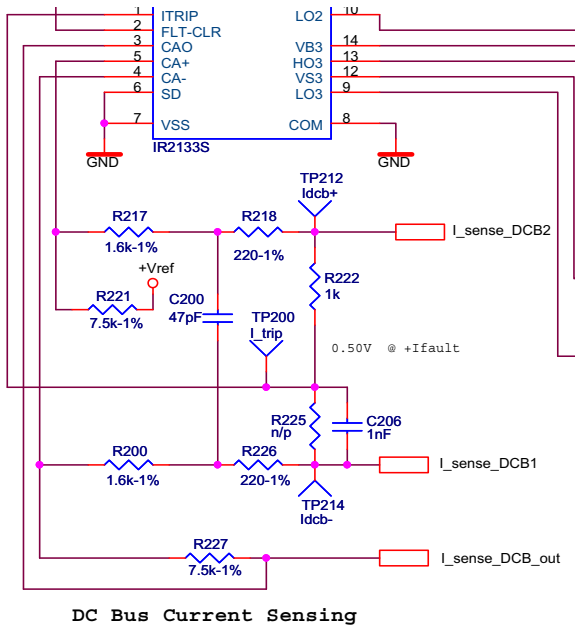 1 ITRIP LO2 10
2 FLT-CLR
3 CAO VB3 14
5 CA+ HO3 13
4 CA- VS3 12
6 SD LO3 9
7 VSS COM 8
IR2133S
GND GND
TP212
Idcb+
R217 R218 I_sense_DCB2
1.6k-1% 220-1%
+Vref
R222
1k
R221
7.5k-1%
C200
47pF
TP200
I_trip
0.50V @ +Ifault
R225
n/p
C206
1nF
R200 R226 I_sense_DCB1
1.6k-1% 220-1%
TP214
Idcb-
R227 I_sense_DCB_out
7.5k-1%
DC Bus Current Sensing